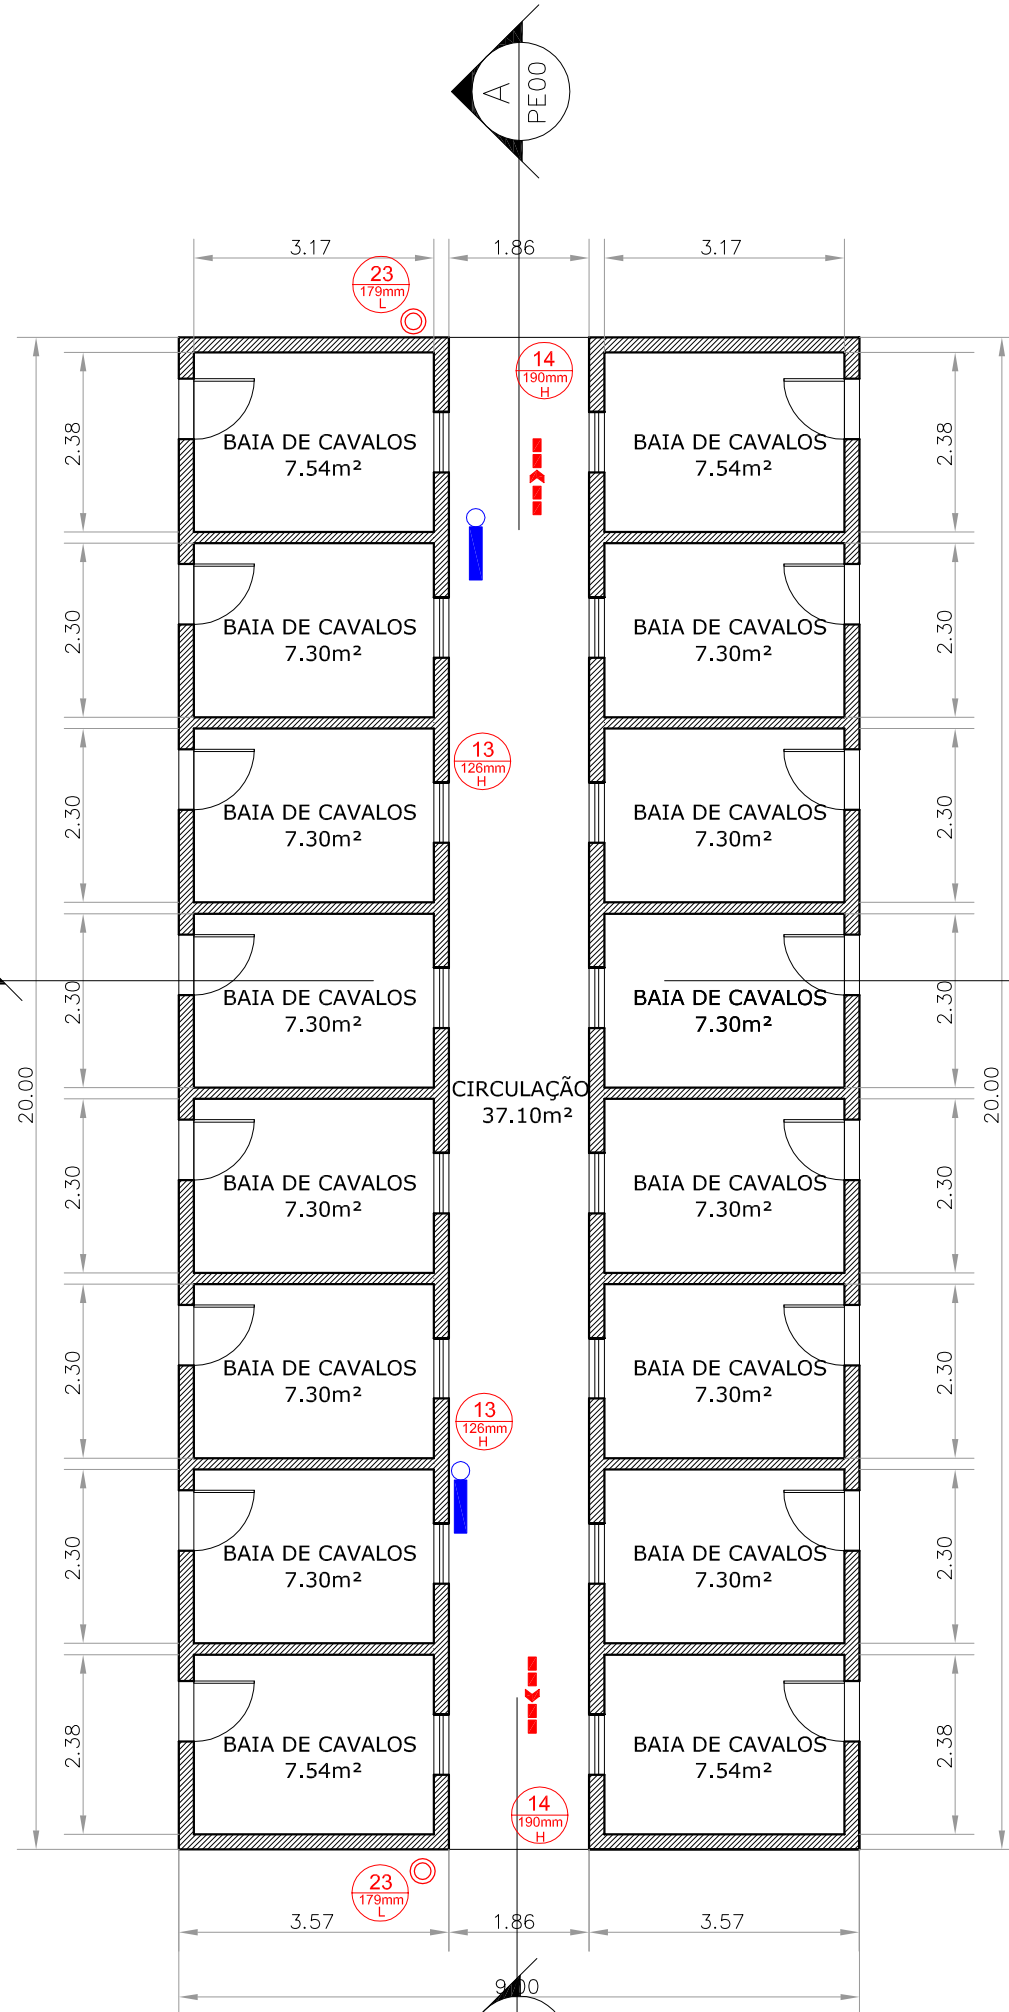 A
PE00
3.17
1.86
3.17
23
179mm
L
14
190mm
H
2.38
BAIA DE CAVALOS
7.54m²
BAIA DE CAVALOS
7.54m²
2.38
2.30
BAIA DE CAVALOS
7.30m²
BAIA DE CAVALOS
7.30m²
2.30
13
126mm
H
2.30
BAIA DE CAVALOS
7.30m²
BAIA DE CAVALOS
7.30m²
2.30
2.30
BAIA DE CAVALOS
7.30m²
BAIA DE CAVALOS
7.30m²
2.30
20.00
CIRCULAÇÃO
37.10m²
20.00
2.30
BAIA DE CAVALOS
7.30m²
BAIA DE CAVALOS
7.30m²
2.30
2.30
BAIA DE CAVALOS
7.30m²
BAIA DE CAVALOS
7.30m²
2.30
13
126mm
H
2.30
BAIA DE CAVALOS
7.30m²
BAIA DE CAVALOS
7.30m²
2.30
2.38
BAIA DE CAVALOS
7.54m²
BAIA DE CAVALOS
7.54m²
2.38
14
190mm
H
23
179mm
L
3.57
1.86
3.57
9.00